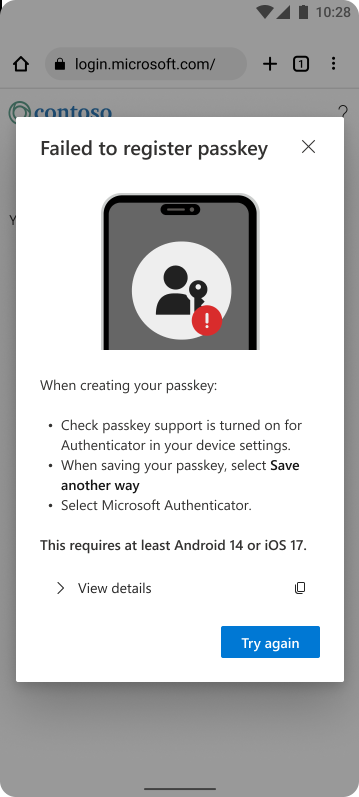 10:28
login.microsoft.com/
1
contoso
?
Failed to register passkey
Y
When creating your passkey:
• Check passkey support is turned on for
Authenticator in your device settings.
• When saving your passkey, select Save
another way
• Select Microsoft Authenticator.
This requires at least Android 14 or iOS 17.
View details
Try again